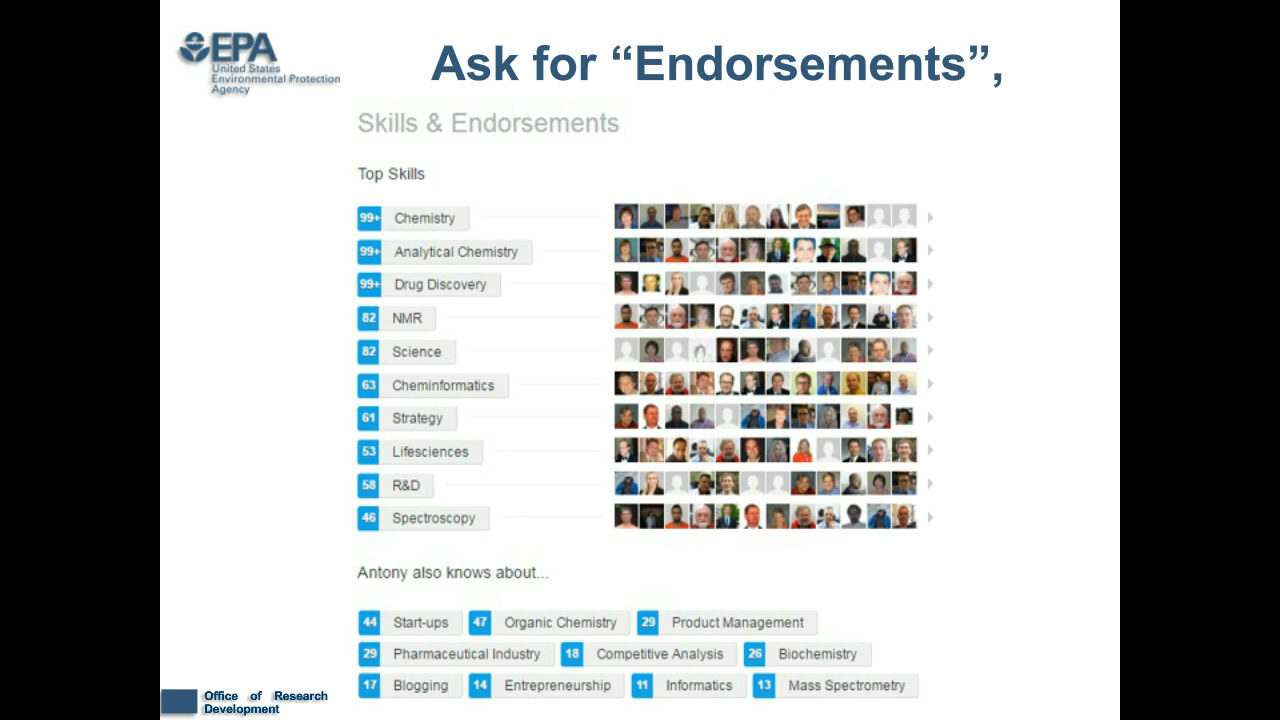 EPA
United States
Environmental Protection
Agency
Ask for “Endorsements”,
Skills & Endorsements
Top Skills
99+ Chemistry
99+ Analytical Chemistry
99+ Drug Discovery
82 NMR
82 Science
63 Cheminformatics
61 Strategy
53 Lifesciences
58 R&D
46 Spectroscopy
Antony also knows about...
44 Start-ups 47 Organic Chemistry 29 Product Management
29 Pharmaceutical Industry 18 Competitive Analysis 26 Biochemistry
17 Blogging 14 Entrepreneurship 11 Informatics 13 Mass Spectrometry
Office of Research
Development